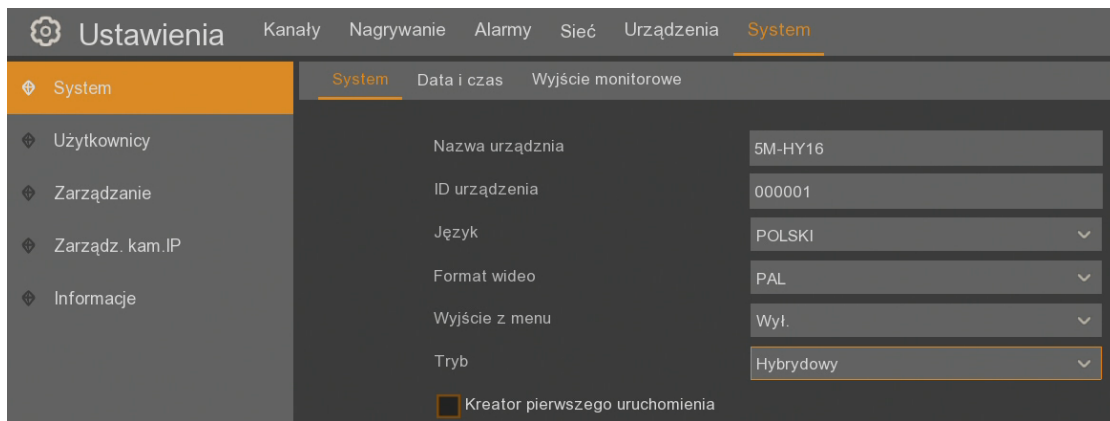 Ustawienia Kanały Nagrywanie Alarmy Sieć Urządzenia System
System System Data i czas Wyjście monitorowe
Użytkownicy
Zarządzanie
Zarządz. kam.IP
Informacje
Nazwa urządznia 5M-HY16
ID urządzenia 000001
Język POLSKI
Format wideo PAL
Wyjście z menu Wył.
Tryb Hybrydowy
Kreator pierwszego uruchomienia